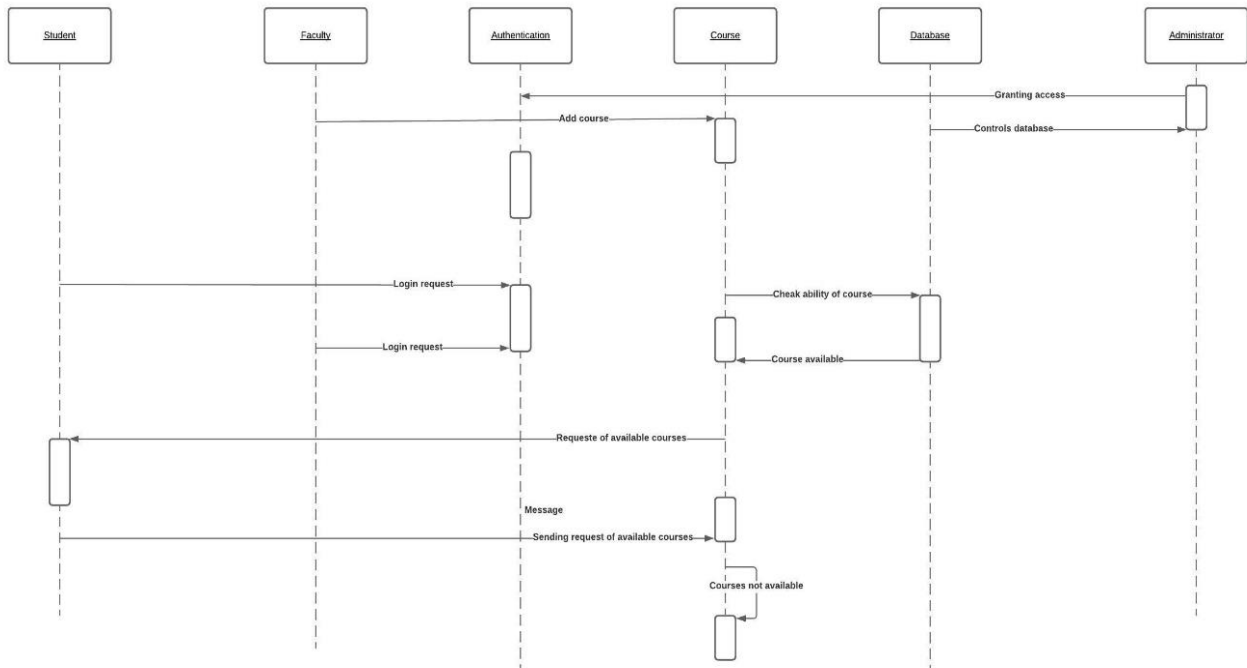 Student
Faculty
Authentication
Course
Database
Administrator
Granting access
Add course
Controls database
Login request
Cheak ability of course
Login request
Course available
Requeste of available courses
Message
Sending request of available courses
Courses not available